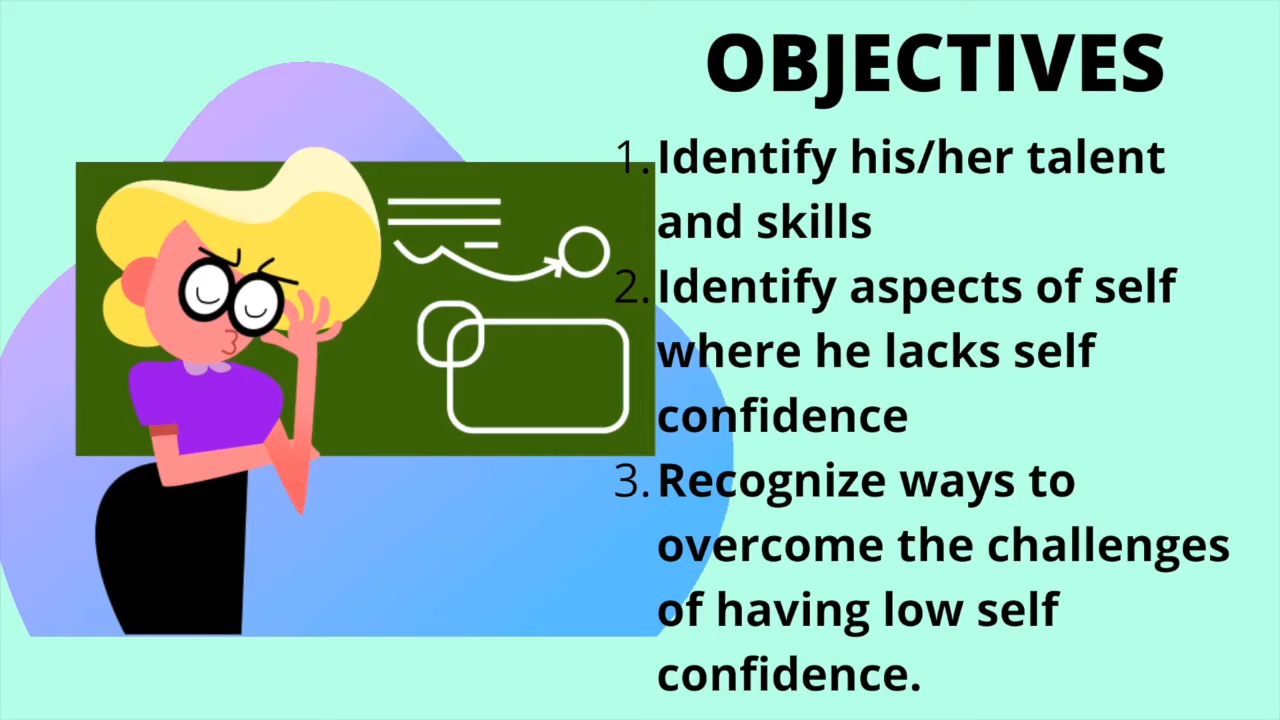 OBJECTIVES
1. Identify his/her talent
and skills
2. Identify aspects of self
where he lacks self
confidence
3. Recognize ways to
overcome the challenges
of having low self
confidence.